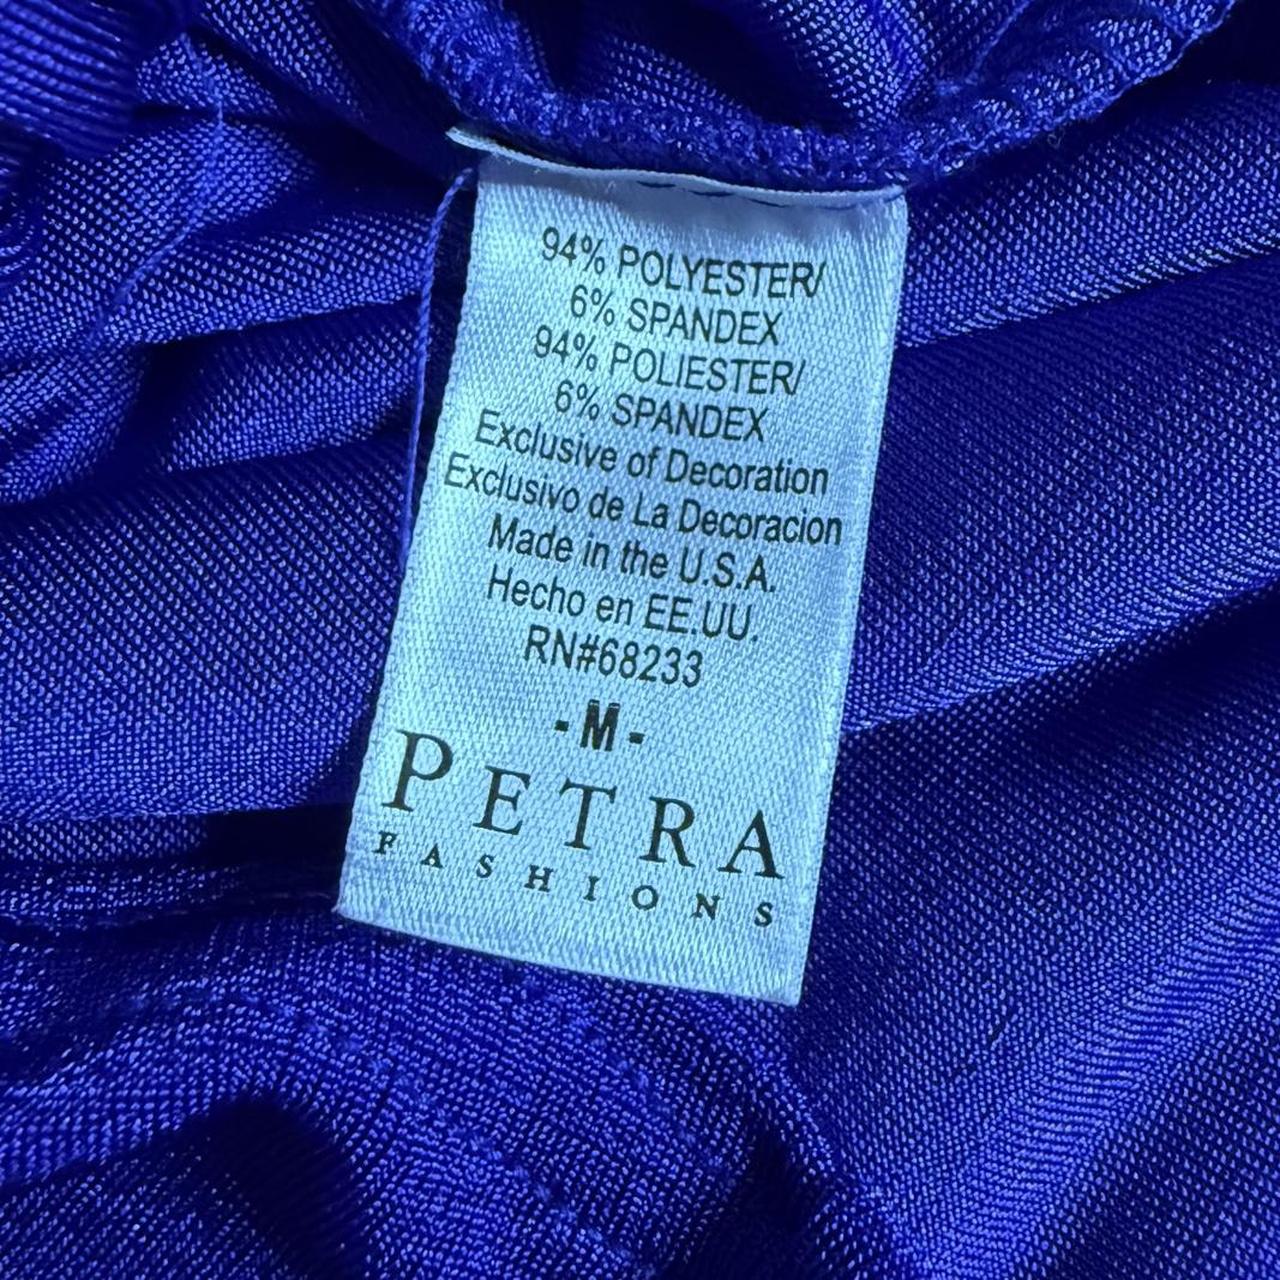 94% POLYESTER/
6% SPANDEX
94% POLIESTER/
6% SPANDEX
Exclusive of Decoration
Exclusivo de La Decoracion
Made in the U.S.A.
Hecho en EE.UU.
RN#68233
-M-
PETRA
FASHIONS